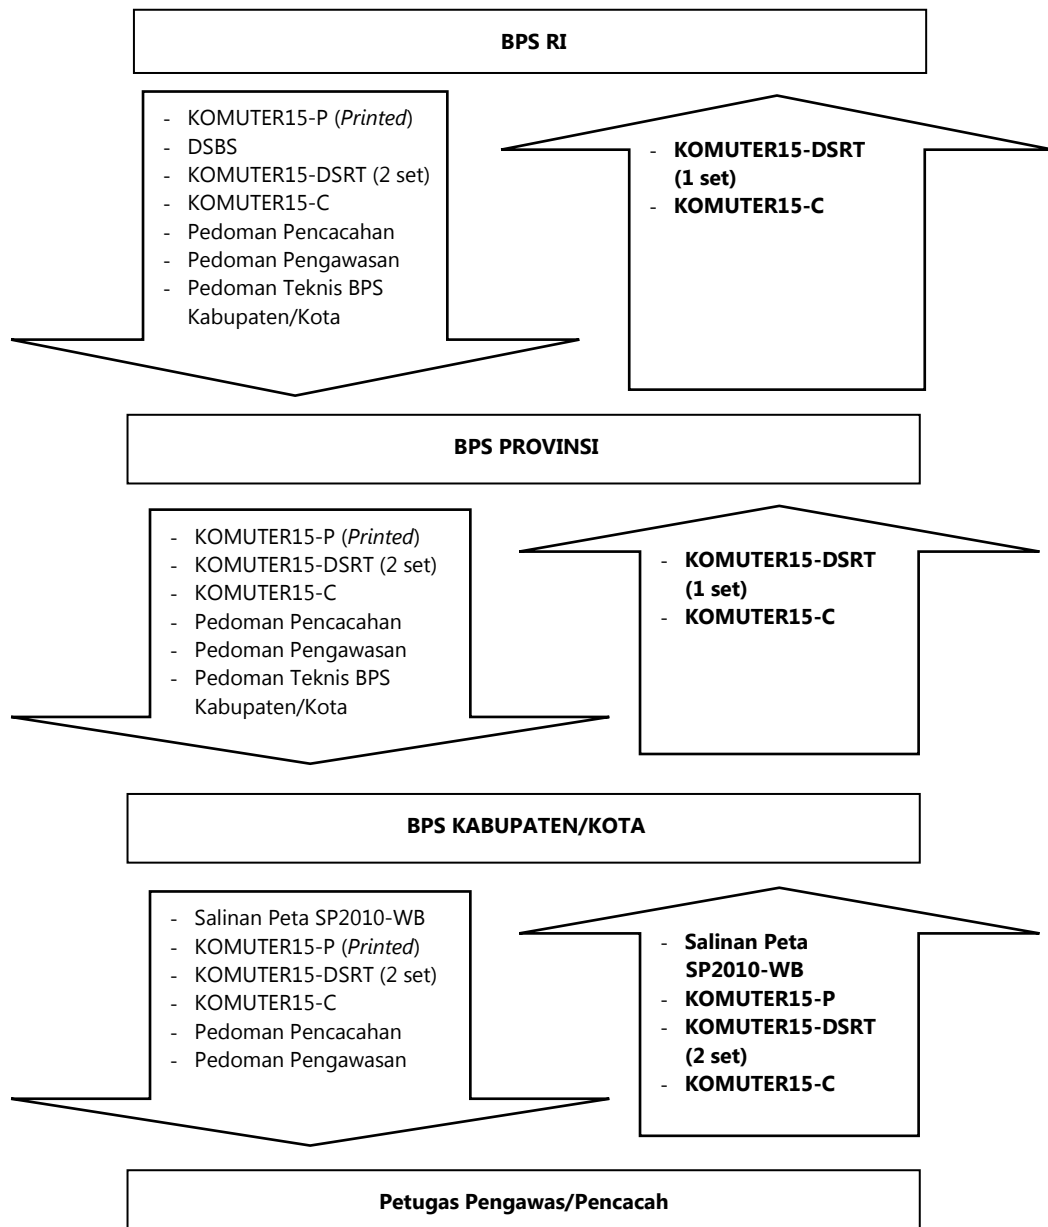 BPS RI
- KOMUTER15-P (Printed)
- DSBS
- KOMUTER15-DSRT (2 set)
- KOMUTER15-C
- Pedoman Pencacahan
- Pedoman Pengawasan
- Pedoman Teknis BPS
Kabupaten/Kota
- KOMUTER15-DSRT
(1 set)
- KOMUTER15-C
BPS PROVINSI
- KOMUTER15-P (Printed)
- KOMUTER15-DSRT (2 set)
- KOMUTER15-C
- Pedoman Pencacahan
- Pedoman Pengawasan
- Pedoman Teknis BPS
Kabupaten/Kota
- KOMUTER15-DSRT
(1 set)
- KOMUTER15-C
BPS KABUPATEN/KOTA
- Salinan Peta SP2010-WB
- KOMUTER15-P (Printed)
- KOMUTER15-DSRT (2 set)
- KOMUTER15-C
- Pedoman Pencacahan
- Pedoman Pengawasan
- Salinan Peta
SP2010-WB
- KOMUTER15-P
- KOMUTER15-DSRT
(2 set)
- KOMUTER15-C
Petugas Pengawas/Pencacah